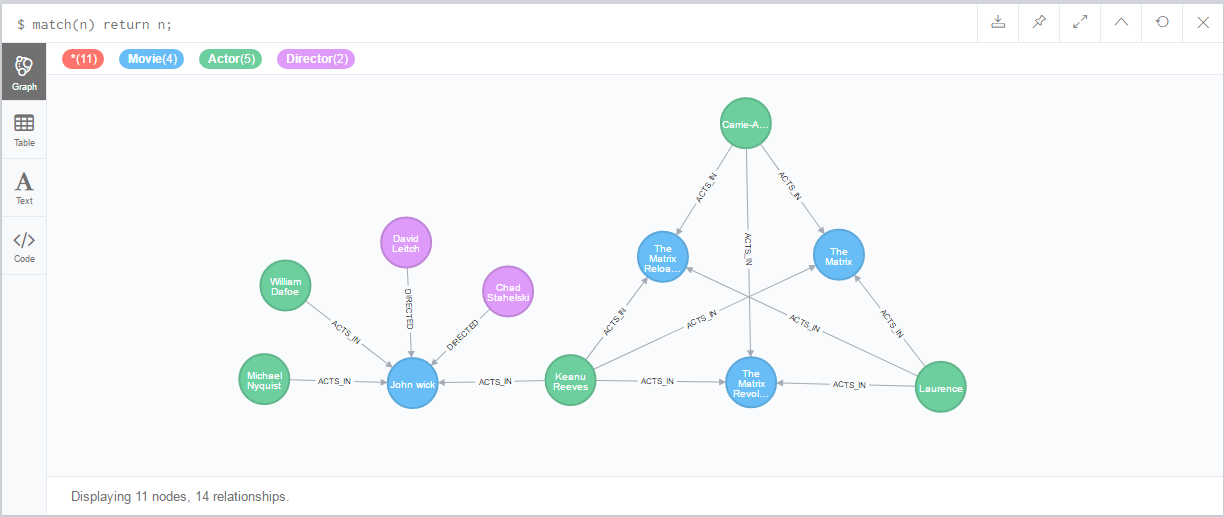 $ match(n) return n;
Graph
Table
Text
Code
*(11) Movie(4) Actor(5) Director(2)
Carrie-A...
ACTS_IN
ACTS_IN
ACTS_IN
David
Leitch
The
Matrix
Reloa...
The
Matrix
William
Dafoe
Chad
Stahelski
DIRECTED
DIRECTED
ACTS_IN
ACTS_IN
ACTS_IN
ACTS_IN
ACTS_IN
Michael
Nyquist
ACTS_IN
John wick
ACTS_IN
Keanu
Reeves
ACTS_IN
The
Matrix
Revol...
ACTS_IN
Laurence
Displaying 11 nodes, 14 relationships.